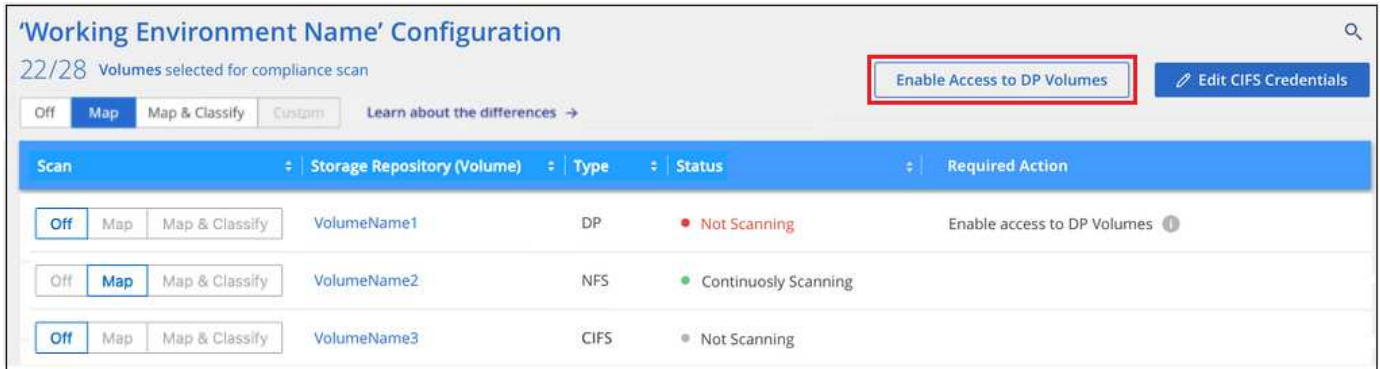 ‘Working Environment Name’ Configuration
22/28 Volumes selected for compliance scan
Enable Access to DP Volumes
Edit CIFS Credentials
Off Map Map & Classify Custom Learn about the differences →
Scan Storage Repository (Volume) Type Status Required Action
Off Map Map & Classify VolumeName1 DP Not Scanning Enable access to DP Volumes
Off Map Map & Classify VolumeName2 NFS Continuosly Scanning
Off Map Map & Classify VolumeName3 CIFS Not Scanning